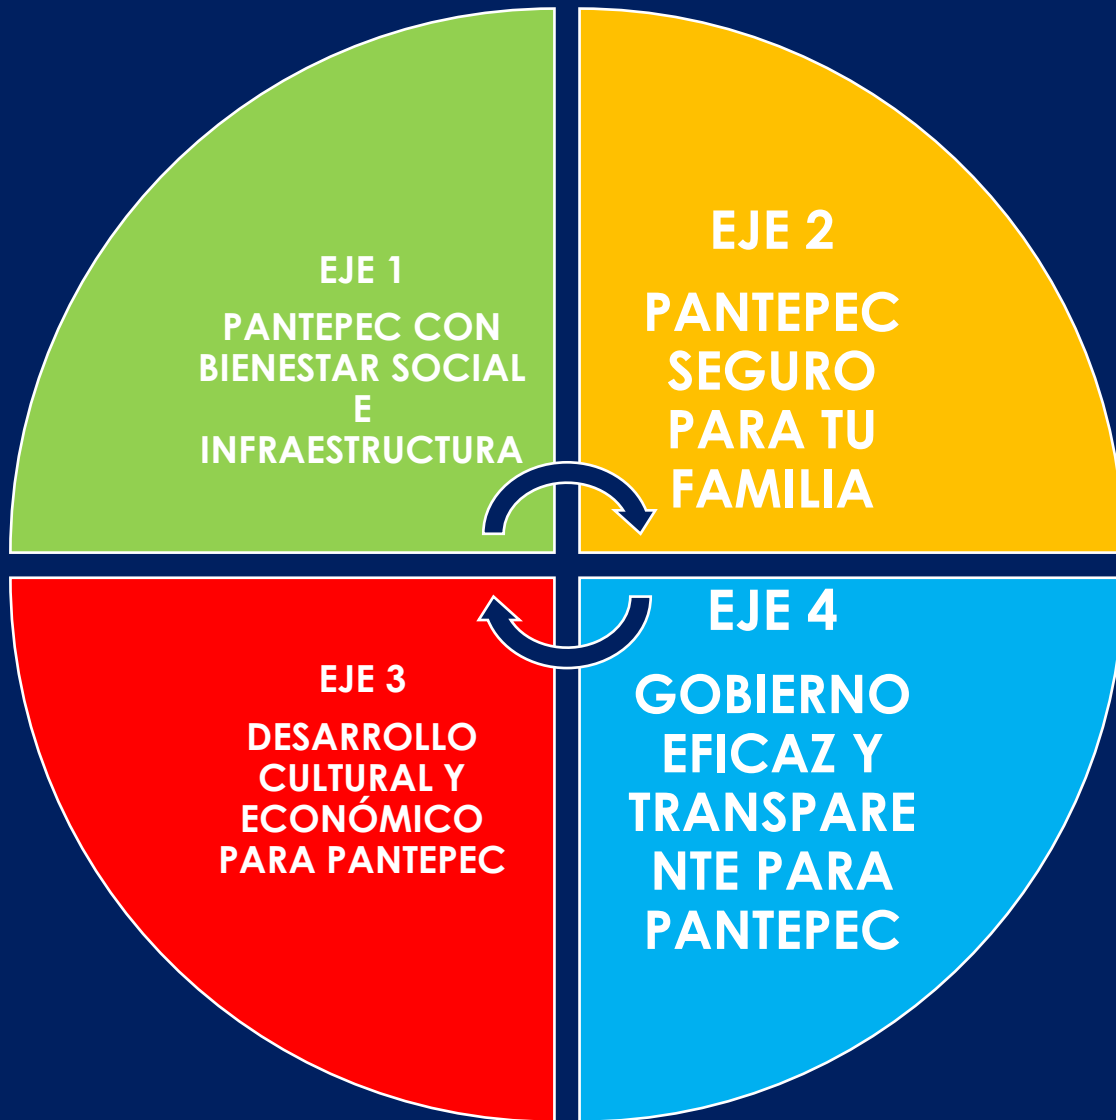 EJE 1
PANTEPEC CON
BIENESTAR SOCIAL
E
INFRAESTRUCTURA
EJE 2
PANTEPEC
SEGURO
PARA TU
FAMILIA
EJE 3
DESARROLLO
CULTURAL Y
ECONÓMICO
PARA PANTEPEC
EJE 4
GOBIERNO
EFICAZ Y
TRANSPARE
NTE PARA
PANTEPEC